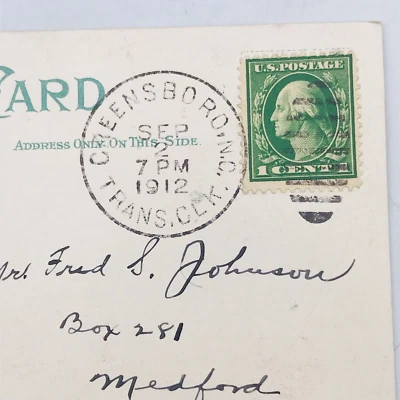 CARD
ADDRESS ONLY ON THIS SIDE.
GREENSBORO, N.C.
SEP
2
7 PM
1912
TRANS. CLK.
U.S. POSTAGE
1 CENT 1
Mr. Fred S. Johnson
Box 281
Medford